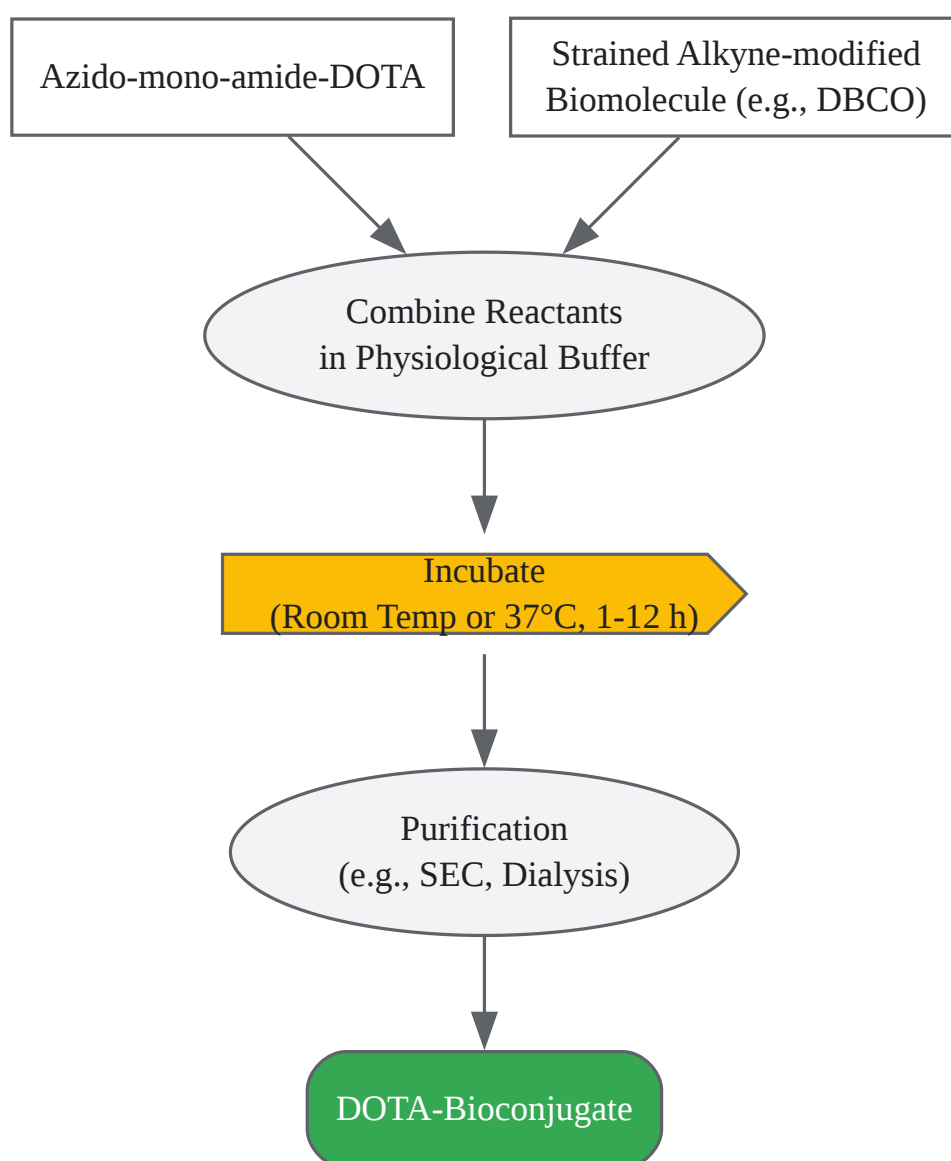 Azido-mono-amide-DOTA
Strained Alkyne-modified
Biomolecule (e.g., DBCO)
Combine Reactants
in Physiological Buffer
Incubate
(Room Temp or 37°C, 1-12 h)
Purification
(e.g., SEC, Dialysis)
DOTA-Bioconjugate